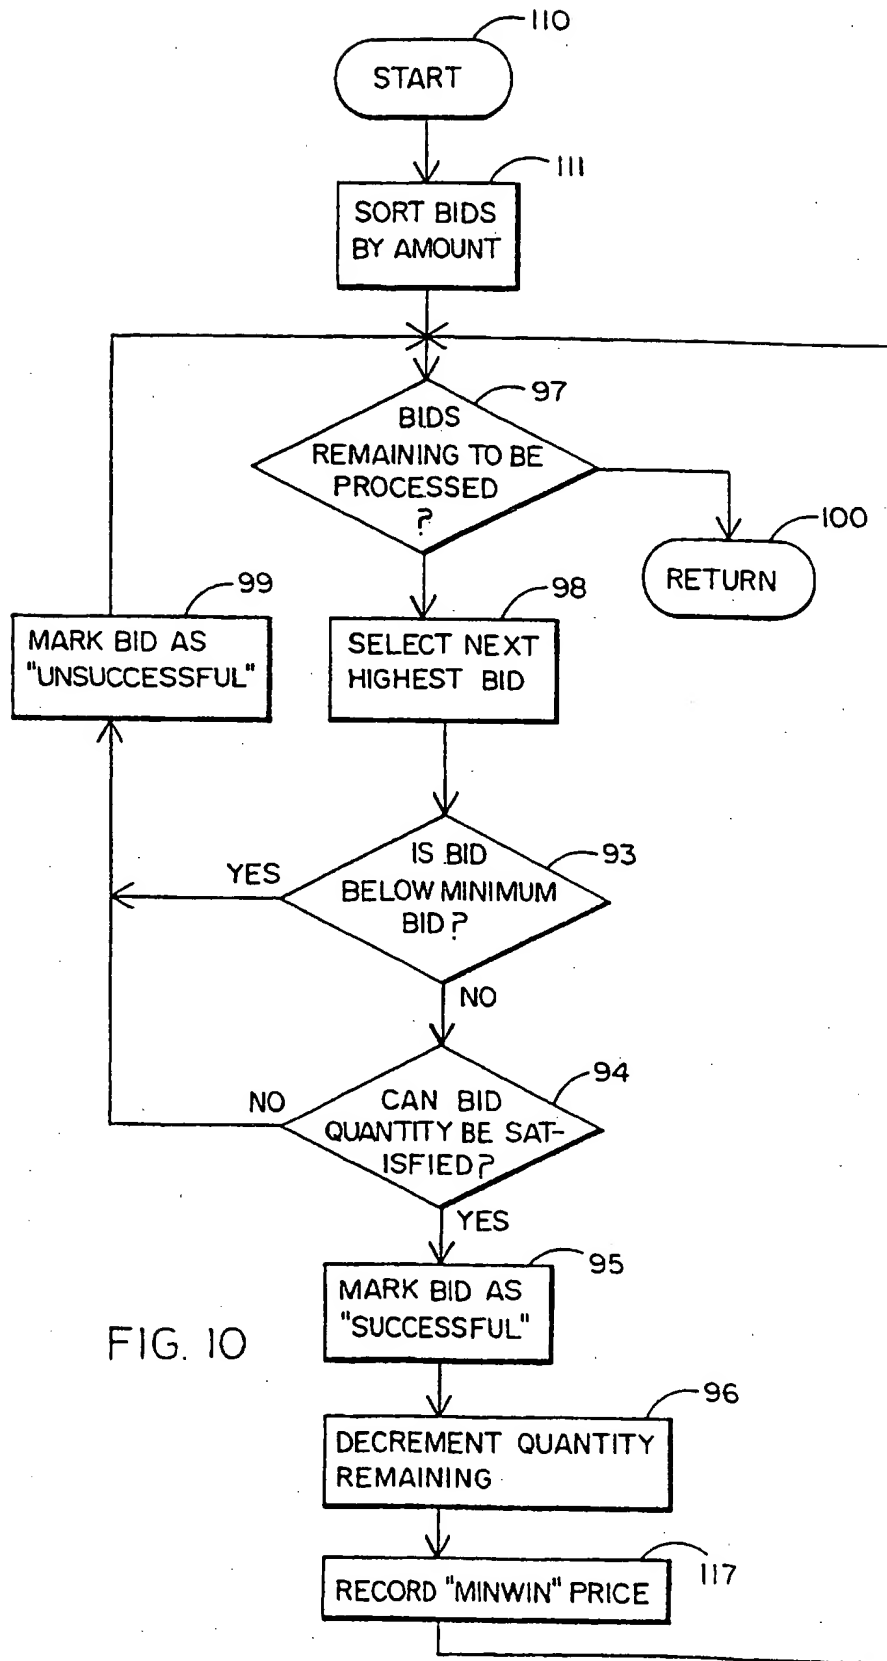 110
START
111
SORT BIDS
BY AMOUNT
97
BIDS
REMAINING TO BE
PROCESSED
?
100
RETURN
99
MARK BID AS
"UNSUCCESSFUL"
98
SELECT NEXT
HIGHEST BID
93
IS BID
BELOW MINIMUM
BID?
YES
NO
94
CAN BID
QUANTITY BE SAT-
ISFIED?
NO
YES
95
MARK BID AS
"SUCCESSFUL"
FIG. 10
96
DECREMENT QUANTITY
REMAINING
117
RECORD "MINWIN" PRICE